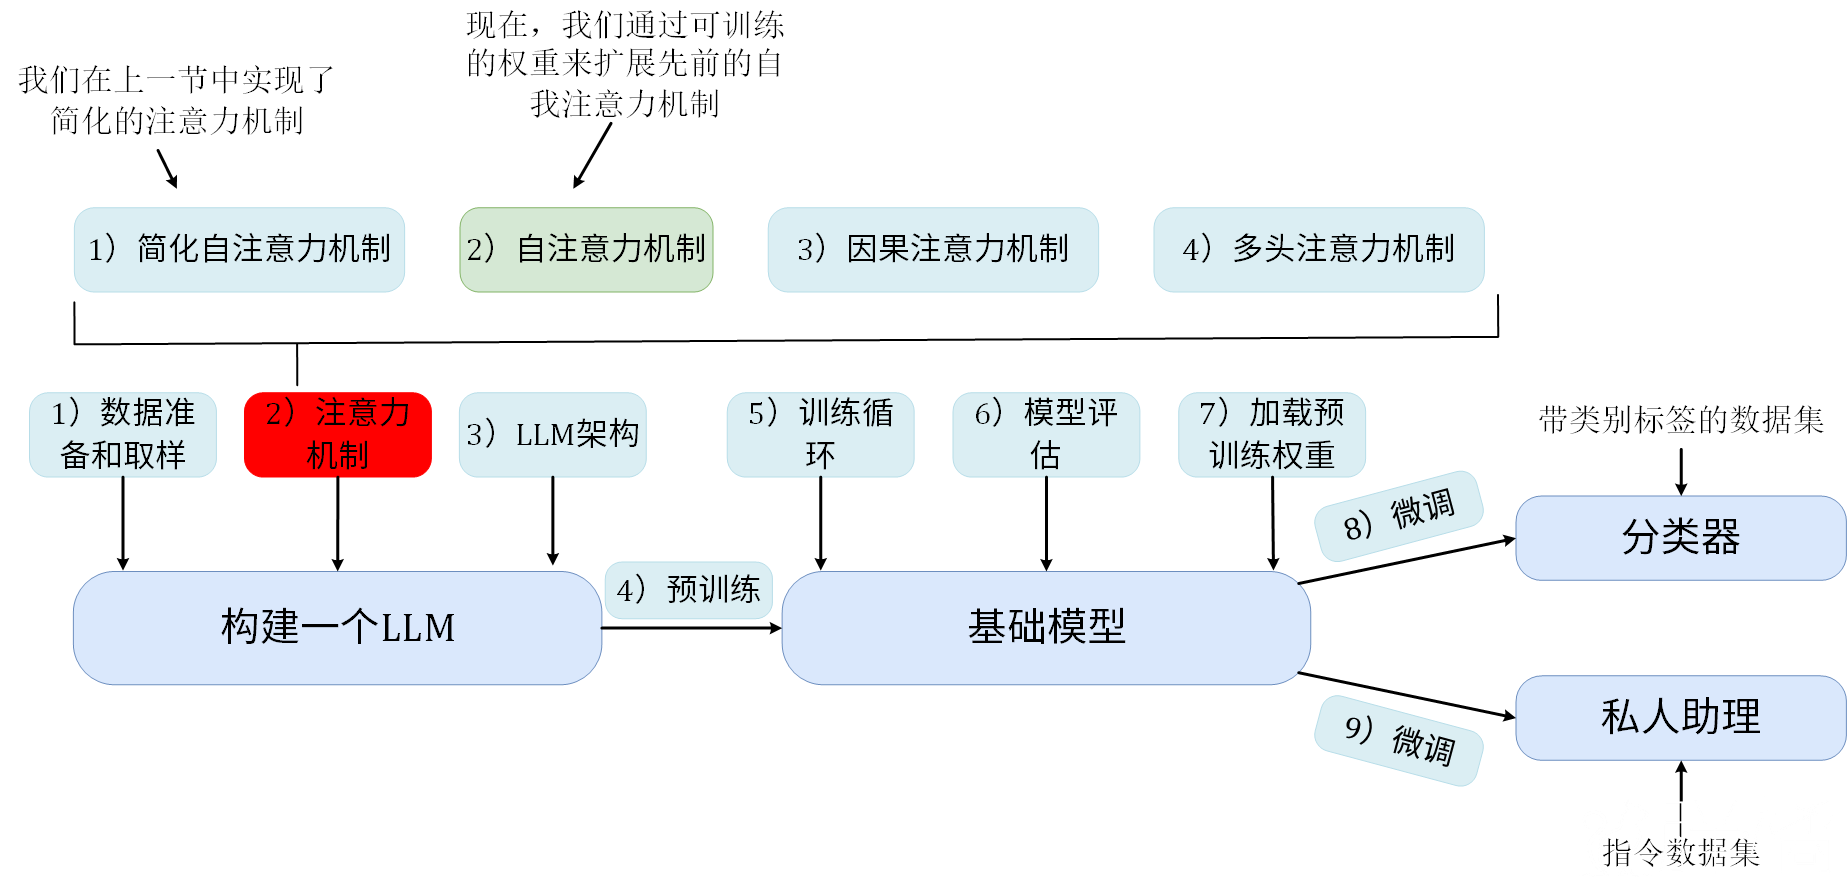 现在，我们通过可训练
的权重来扩展先前的自
我注意力机制
我们在上一节中实现了
简化的注意力机制
1）简化自注意力机制
2）自注意力机制
3）因果注意力机制
4）多头注意力机制
1）数据准
备和取样
2）注意力
机制
3）LLM架构
5）训练循
环
6）模型评
估
7）加载预
训练权重
带类别标签的数据集
8）微调
分类器
4）预训练
构建一个LLM
基础模型
9）微调
私人助理
指令数据集